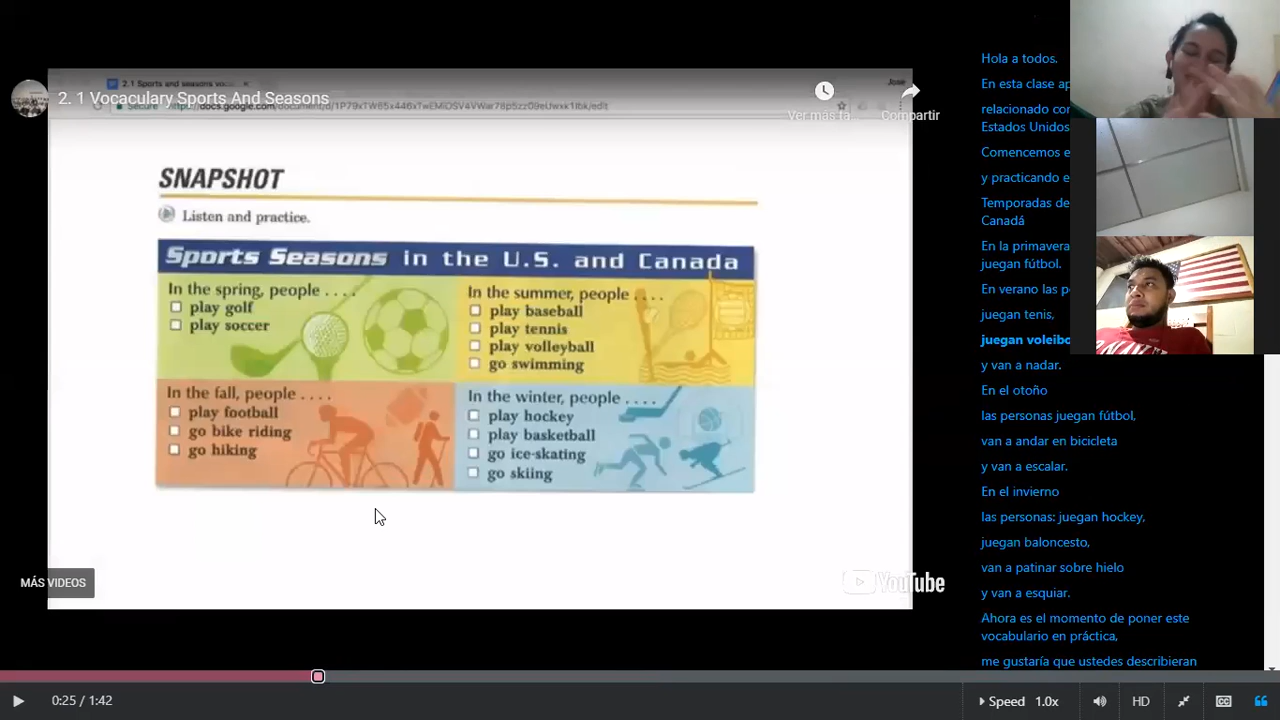 2. 1 Vocaculary Sports And Seasons
Ver más ta...
Compartir
SNAPSHOT
Listen and practice.
Sports Seasons in the U.S. and Canada
In the spring, people . . . .
play golf
play soccer
In the summer, people . . . .
play baseball
play tennis
play volleyball
go swimming
In the fall, people . . . .
play football
go bike riding
go hiking
In the winter, people . . . .
play hockey
play basketball
go ice-skating
go skiing
MÁS VIDEOS
YouTube
Hola a todos.
En esta clase
relacionado
Estados Unidos
Comencemos
y practicando
Temporadas de
Canadá
En la primavera
juegan fútbol.
En verano las
juegan tenis,
juegan
y van a nadar.
En el otoño
las personas juegan fútbol,
van a andar en bicicleta
y van a escalar.
En el invierno
las personas: juegan hockey,
juegan baloncesto,
van a patinar sobre hielo
y van a esquiar.
Ahora es el momento de poner este
vocabulario en práctica,
me gustaría que ustedes describieran
0:25 / 1:42
Speed 1.0x
HD
CC